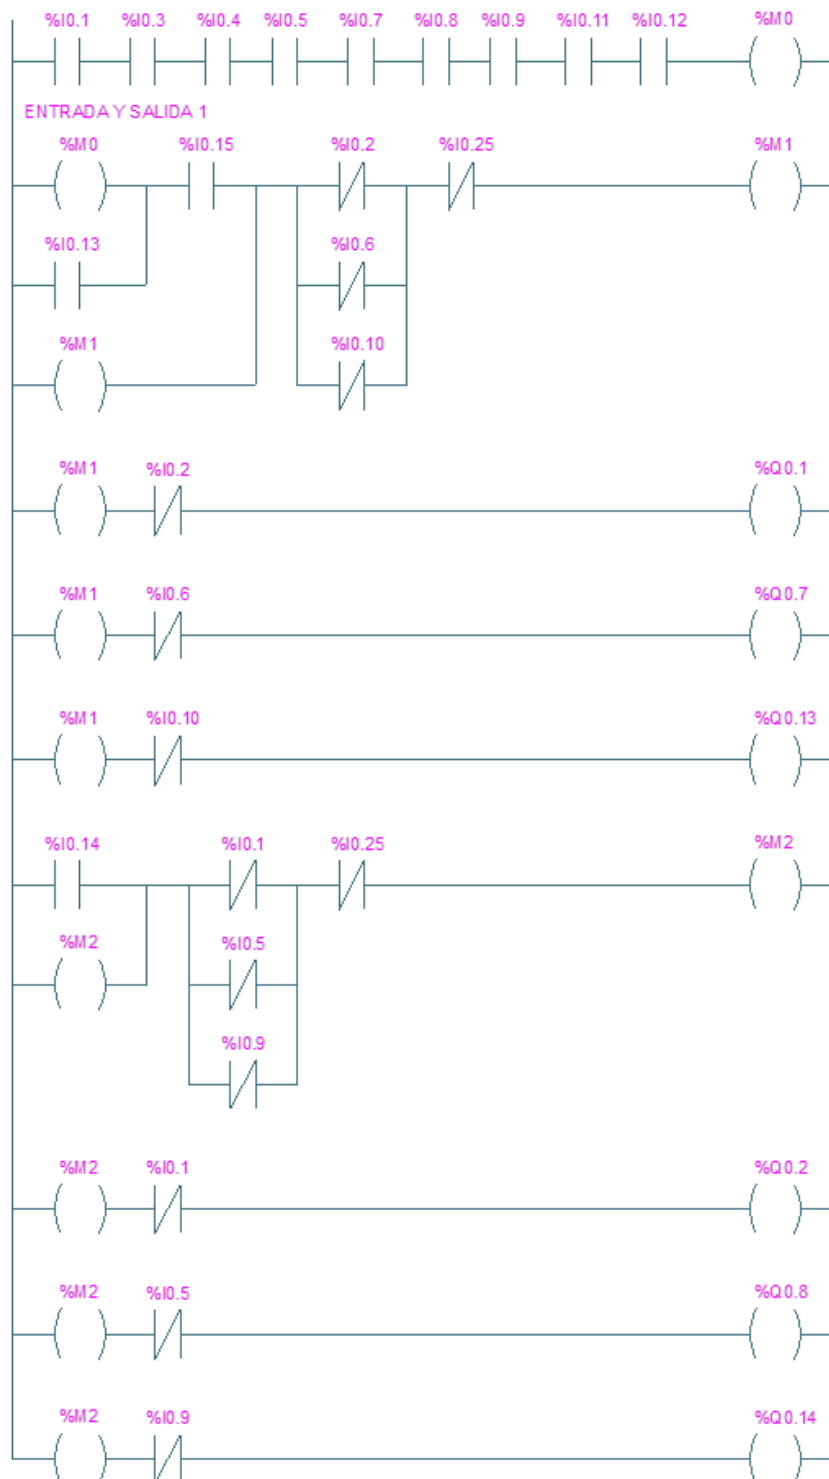 %I0.1 %I0.3 %I0.4 %I0.5 %I0.7 %I0.8 %I0.9 %I0.11 %I0.12 %M0
ENTRADA Y SALIDA 1
%M0 %I0.15 %I0.2 %I0.25 %M1
%I0.13 %I0.6
%M1 %I0.10
%M1 %I0.2 %Q0.1
%M1 %I0.6 %Q0.7
%M1 %I0.10 %Q0.13
%I0.14 %I0.1 %I0.25 %M2
%M2 %I0.5
%I0.9
%M2 %I0.1 %Q0.2
%M2 %I0.5 %Q0.8
%M2 %I0.9 %Q0.14